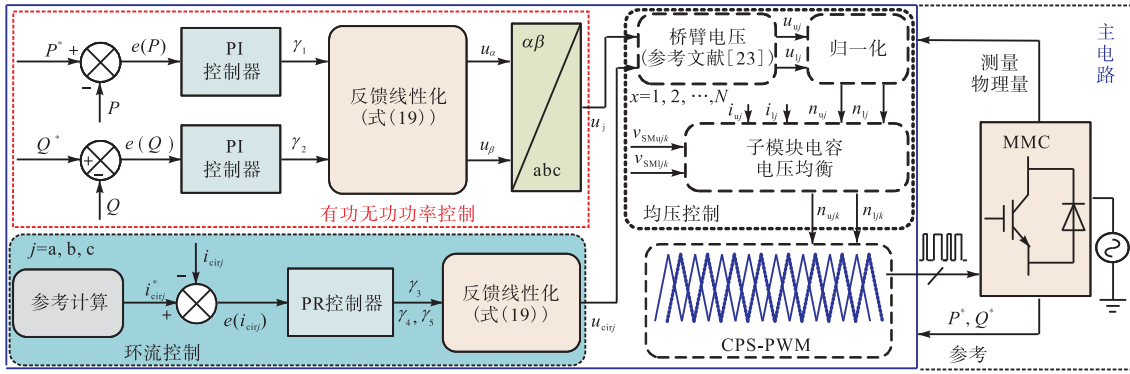 P* +
−
P
e(P)
PI
控制器
γ₁
Q*
+
−
Q
e(Q)
PI
控制器
γ₂
反馈线性化
(式(19))
uα
uβ
αβ
abc
uj
有功无功功率控制
j=a, b, c
参考计算
i*cirj
+
−
icirj
e(icirj)
PR控制器
γ₃
γ₄, γ₅
反馈线性化
(式(19))
ucirj
环流控制
桥臂电压
(参考文献[23])
uuj
ulj
归一化
x=1, 2, ⋯,N
iuj
ilj
nuj
nlj
vSMujk
vSMljk
子模块电容
电压均衡
均压控制
nujk
nljk
CPS-PWM
主电路
测量
物理量
MMC
P*, Q*
参考